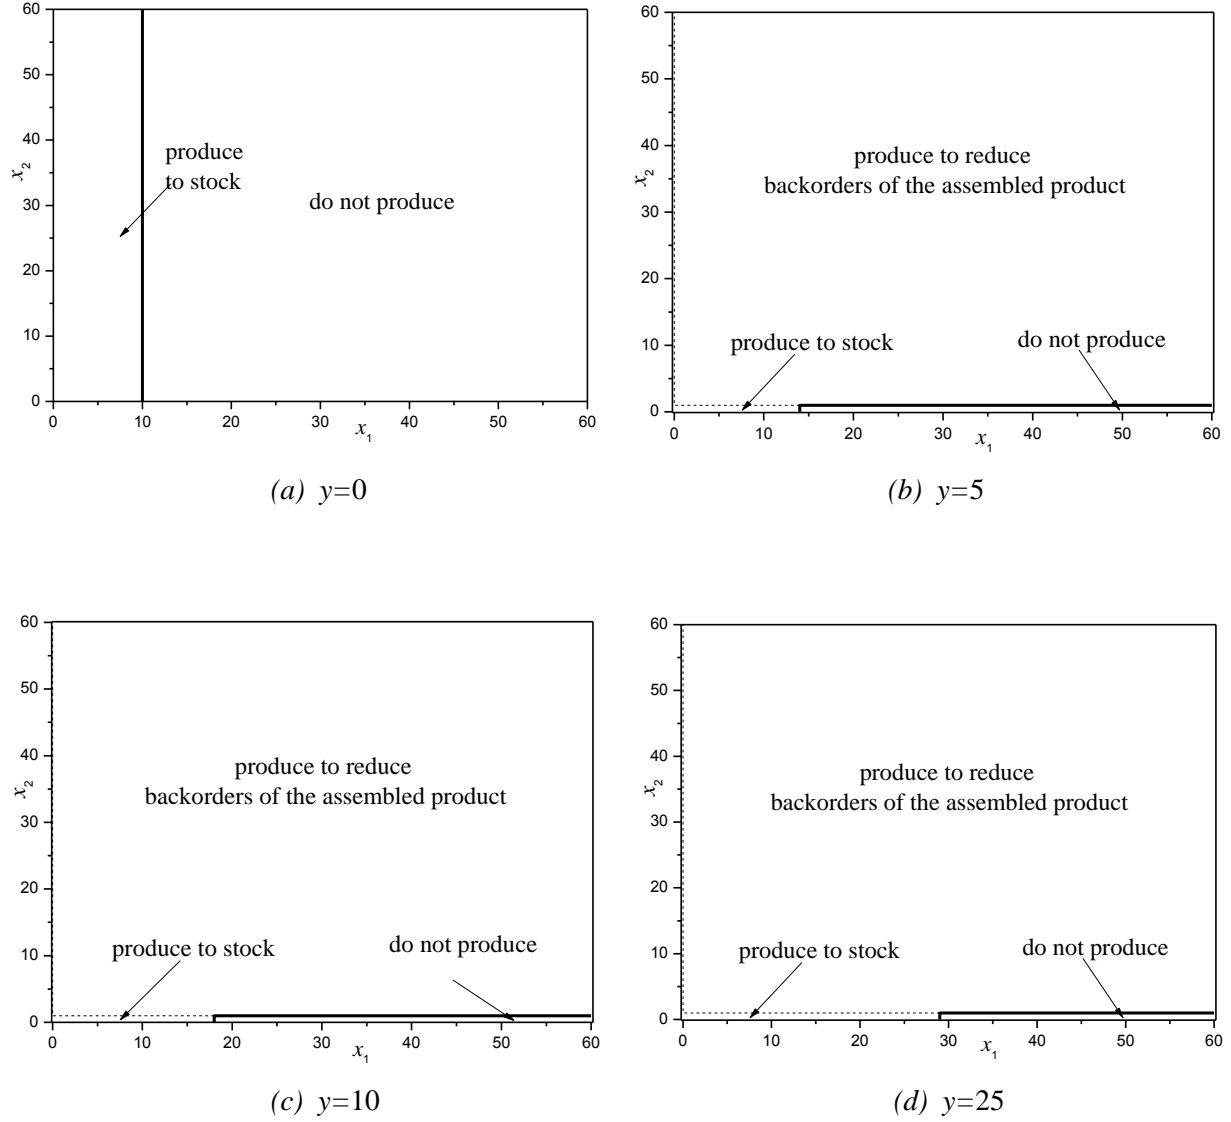 60
50
40
30
20
10
0
x2
produce
to stock
do not produce
0 10 20 30 40 50 60
x1
(a) y=0
60
50
40
30
20
10
0
x2
produce to reduce
backorders of the assembled product
produce to stock
do not produce
0 10 20 30 40 50 60
x1
(b) y=5
60
50
40
30
20
10
0
x2
produce to reduce
backorders of the assembled product
produce to stock
do not produce
0 10 20 30 40 50 60
x1
(c) y=10
60
50
40
30
20
10
0
x2
produce to reduce
backorders of the assembled product
produce to stock
do not produce
0 10 20 30 40 50 60
x1
(d) y=25